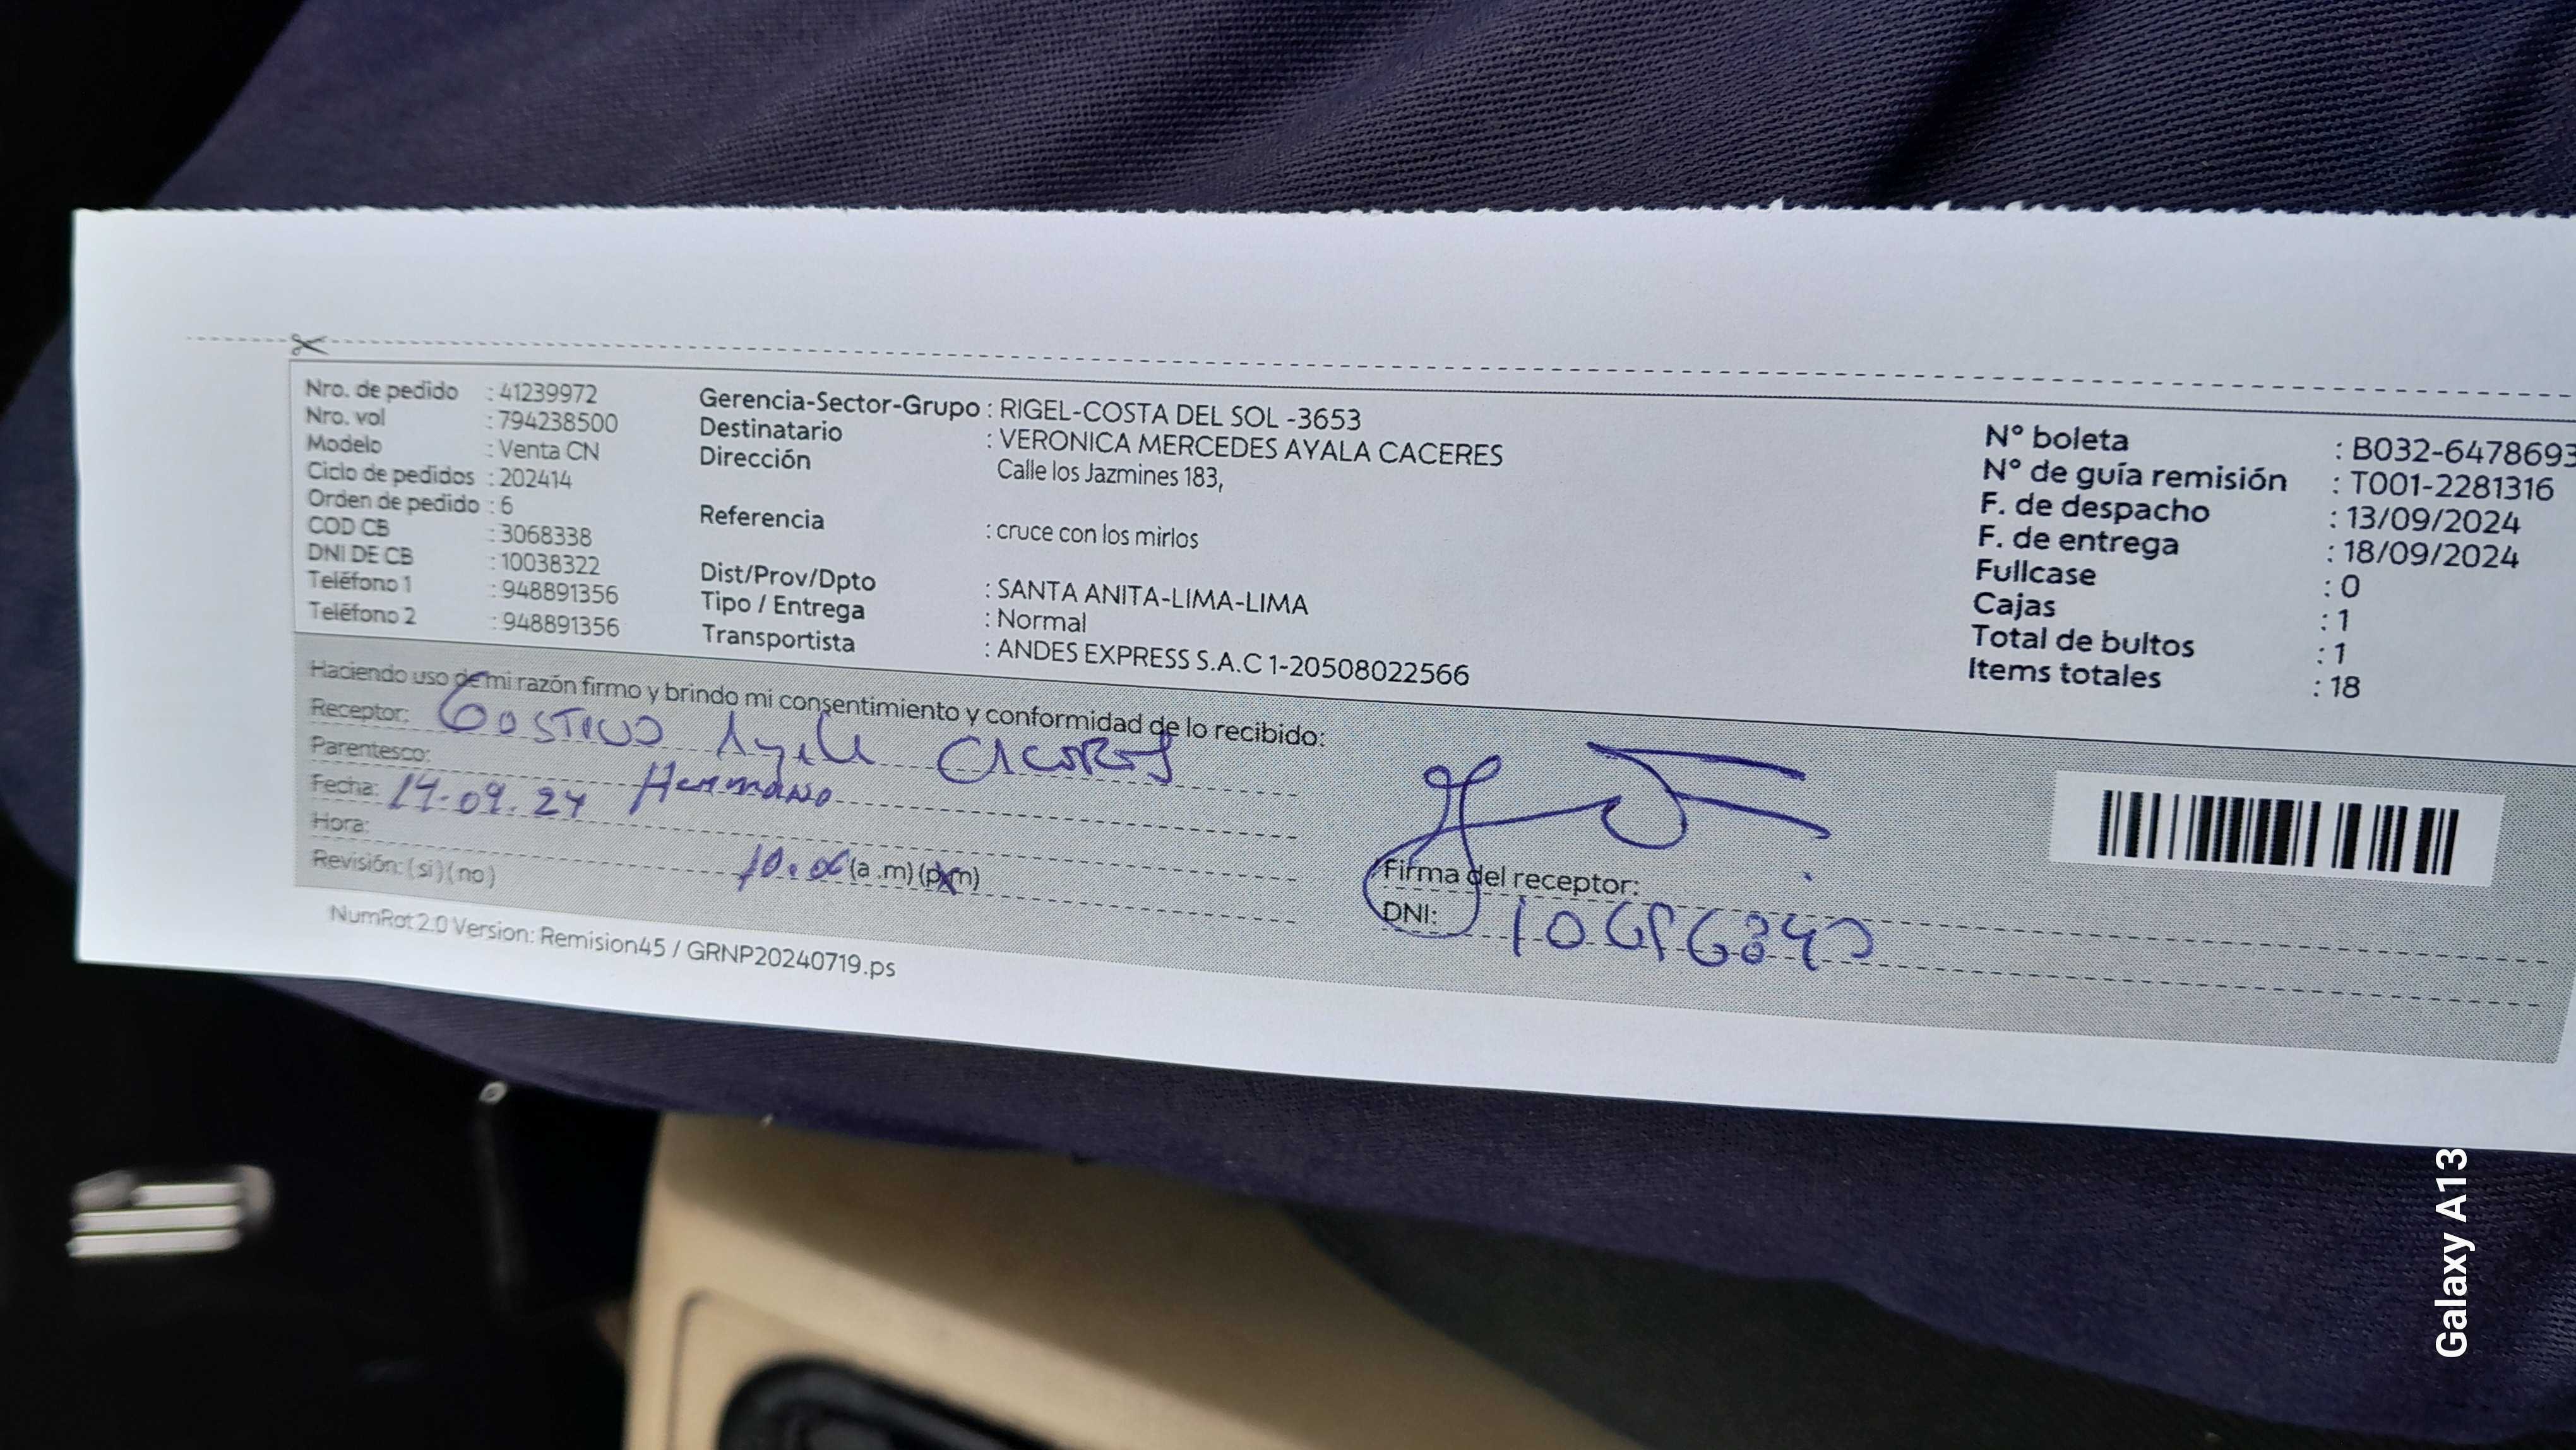 Nro. de pedido : 41239972
Nro. vol : 794238500
Modelo : Venta CN
Ciclo de pedidos : 202414
Orden de pedido : 6
COD CB : 3068338
DNI DE CB : 10038322
Teléfono 1 : 948891356
Teléfono 2 : 948891356
Gerencia-Sector-Grupo : RIGEL-COSTA DEL SOL -3653
Destinatario : VERONICA MERCEDES AYALA CACERES
Dirección Calle los Jazmines 183,
Referencia : cruce con los mirlos
Dist/Prov/Dpto : SANTA ANITA-LIMA-LIMA
Tipo / Entrega : Normal
Transportista : ANDES EXPRESS S.A.C 1-20508022566
N° boleta : B032-6478693
N° de guía remisión : T001-2281316
F. de despacho : 13/09/2024
F. de entrega : 18/09/2024
Fullcase : 0
Cajas : 1
Total de bultos : 1
Items totales : 18
Haciendo uso de mi razón firmo y brindo mi consentimiento y conformidad de lo recibido:
Receptor: Ayala
Parentesco: Hermano
Fecha: 14.09.24
Hora: (a .m) (p.m)
Revisión: (si) (no)
Firma del receptor:
DNI:
NumRot 2.0 Version: Remision45 / GRNP20240719.ps
Galaxy A13